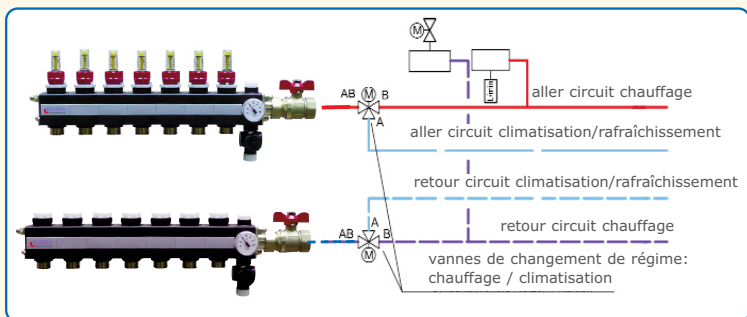 M
AB
M
B
aller circuit chauffage
A
aller circuit climatisation/rafraîchissement
retour circuit climatisation/rafraîchissement
A
AB
B
retour circuit chauffage
M
vannes de changement de régime:
chauffage / climatisation